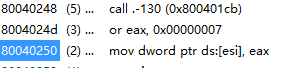 80040248 (5) ... call .-130 (0x800401cb)
8004024d (3) ... or eax, 0x00000007
80040250 (2) ... mov dword ptr ds:[esi], eax